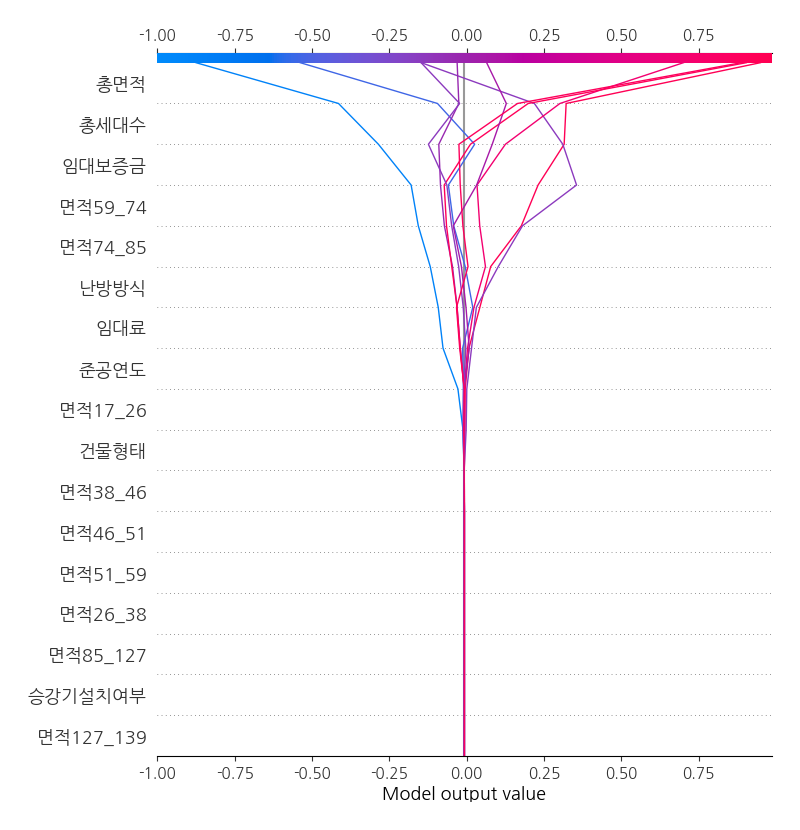 -1.00 -0.75 -0.50 -0.25 0.00 0.25 0.50 0.75
총면적
총세대수
임대보증금
면적59_74
면적74_85
난방방식
임대료
준공연도
면적17_26
건물형태
면적38_46
면적46_51
면적51_59
면적26_38
면적85_127
승강기설치여부
면적127_139
-1.00 -0.75 -0.50 -0.25 0.00 0.25 0.50 0.75
Model output value